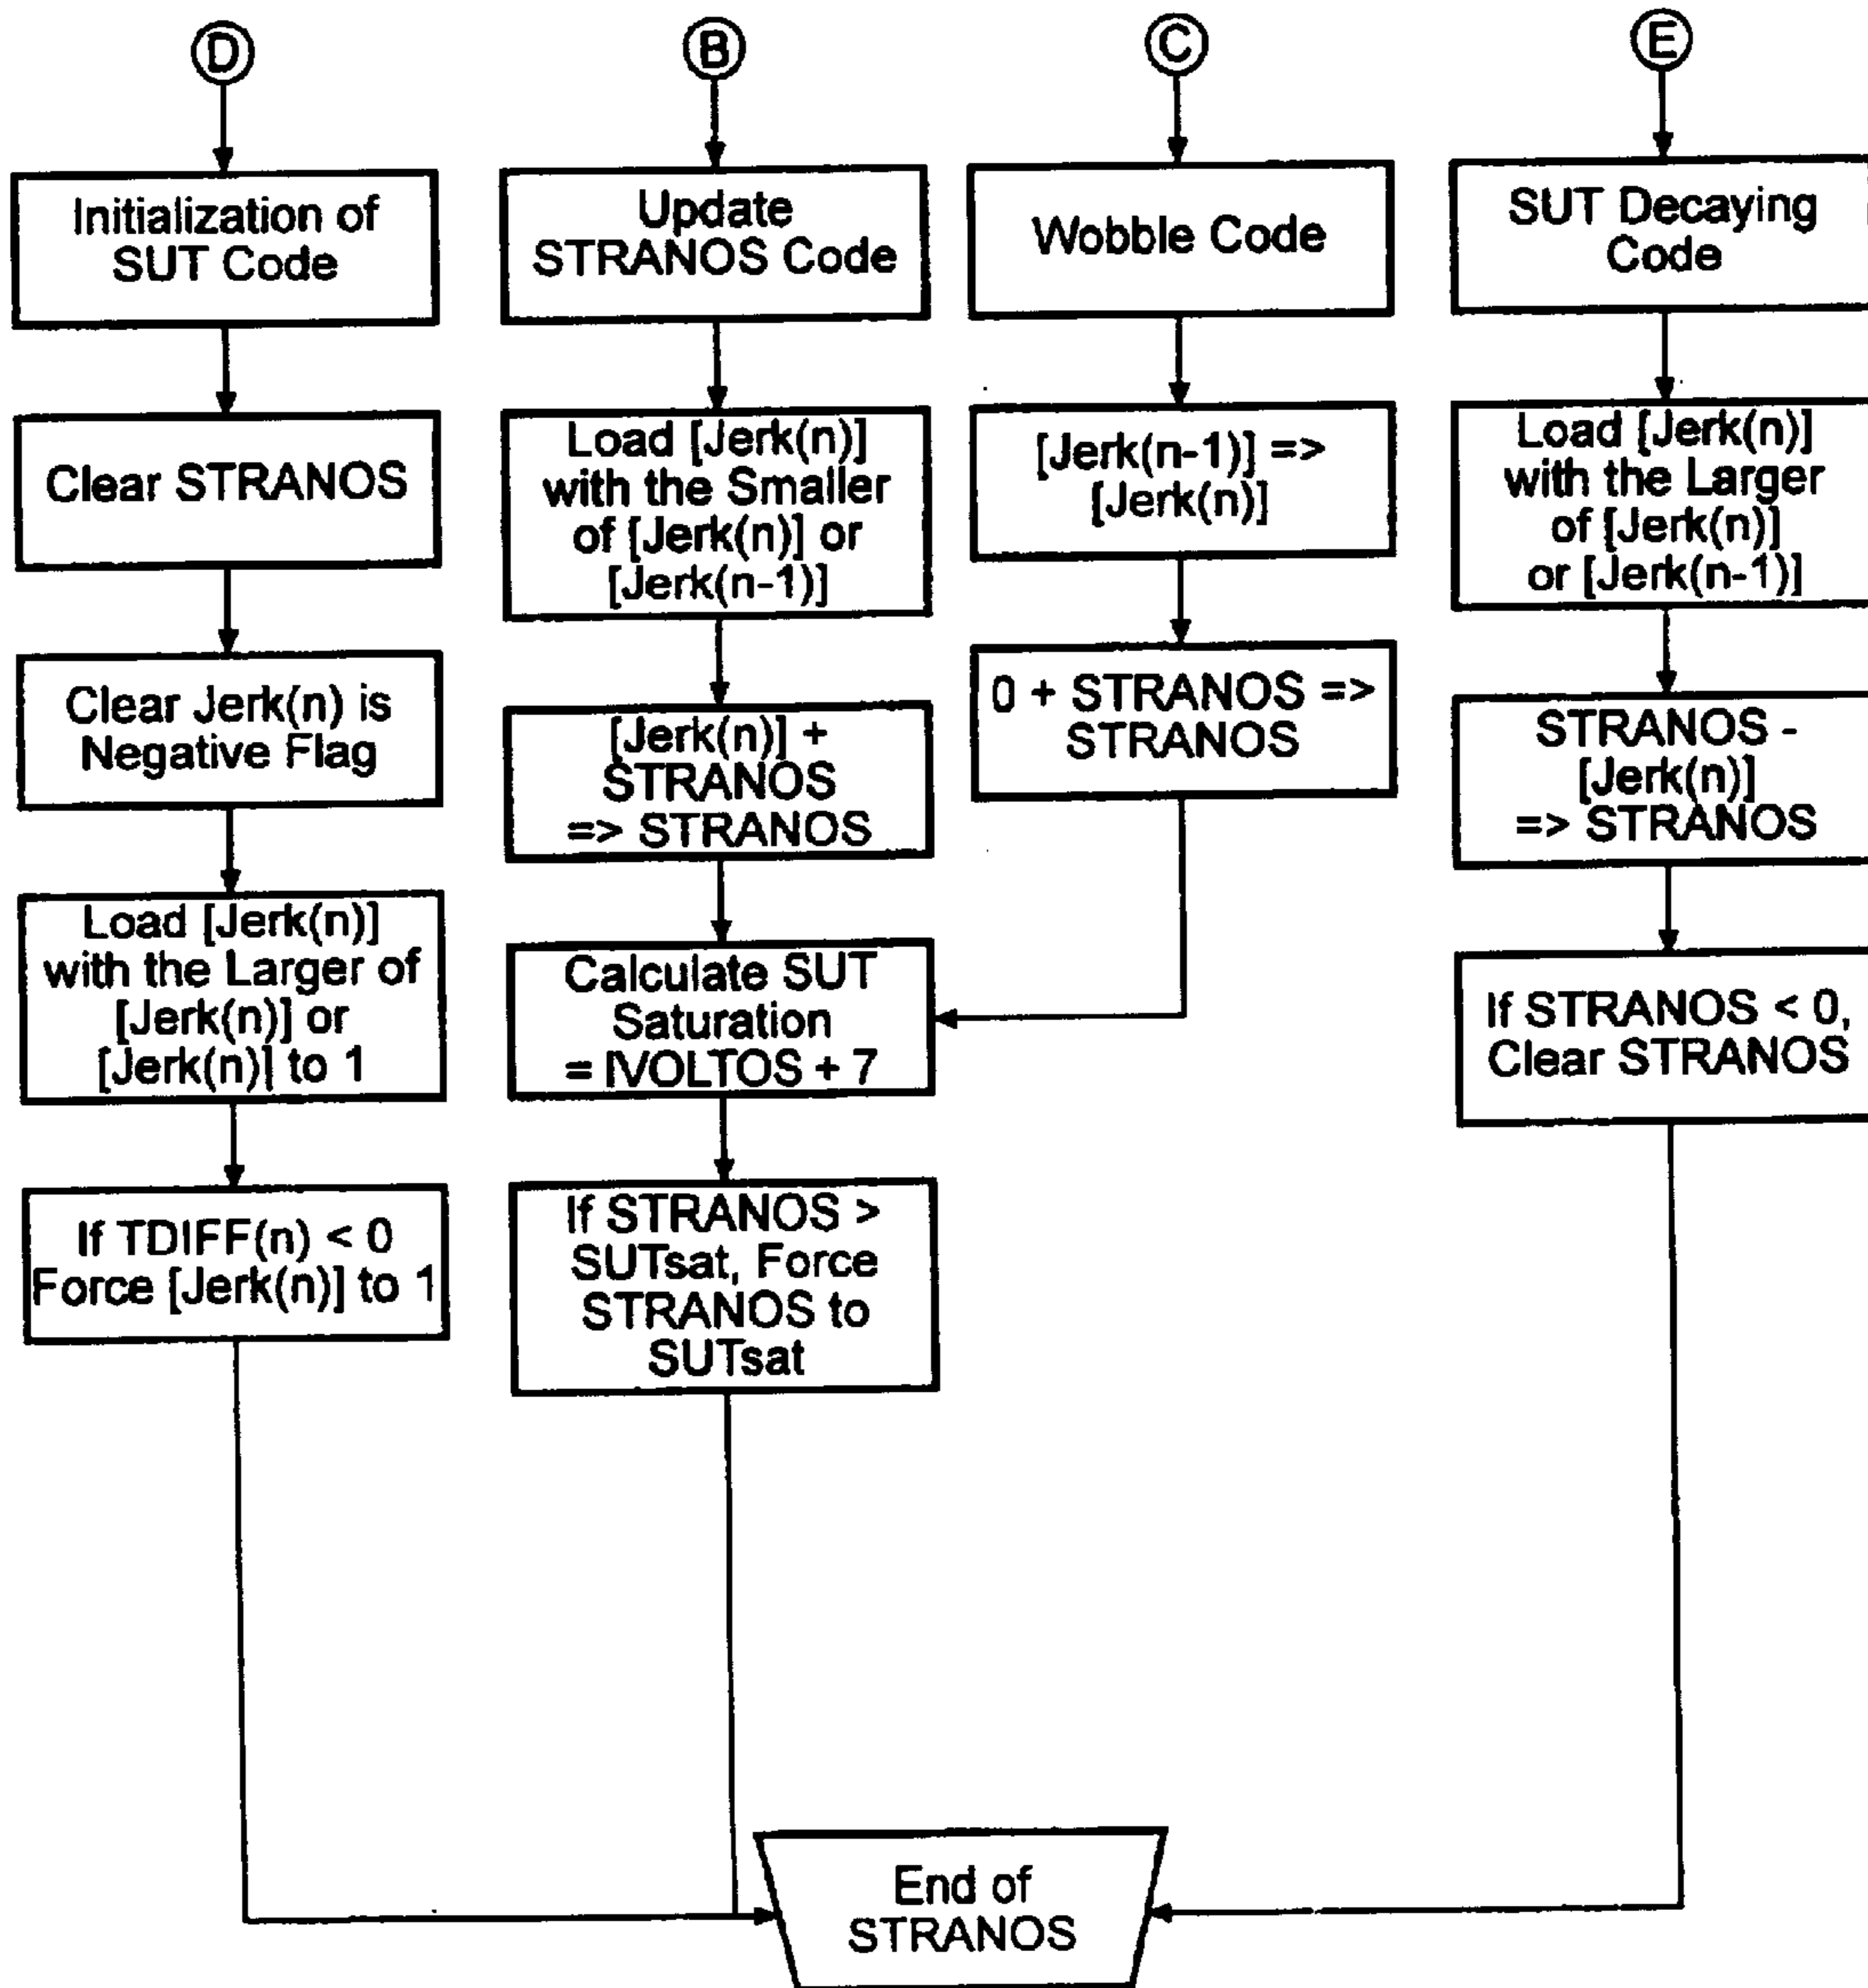 D
Initialization of
SUT Code
Clear STRANOS
Clear Jerk(n) is
Negative Flag
Load [Jerk(n)]
with the Larger of
[Jerk(n)] or
[Jerk(n)] to 1
If TDIFF(n) < 0
Force [Jerk(n)] to 1
B
Update
STRANOS Code
Load [Jerk(n)]
with the Smaller
of [Jerk(n)] or
[Jerk(n-1)]
[Jerk(n)] +
STRANOS
=> STRANOS
Calculate SUT
Saturation
= IVOLTOS + 7
If STRANOS >
SUTsat, Force
STRANOS to
SUTsat
C
Wobble Code
[Jerk(n-1)] =>
[Jerk(n)]
0 + STRANOS =>
STRANOS
E
SUT Decaying
Code
Load [Jerk(n)]
with the Larger
of [Jerk(n)]
or [Jerk(n-1)]
STRANOS -
[Jerk(n)]
=> STRANOS
If STRANOS < 0,
Clear STRANOS
End of
STRANOS